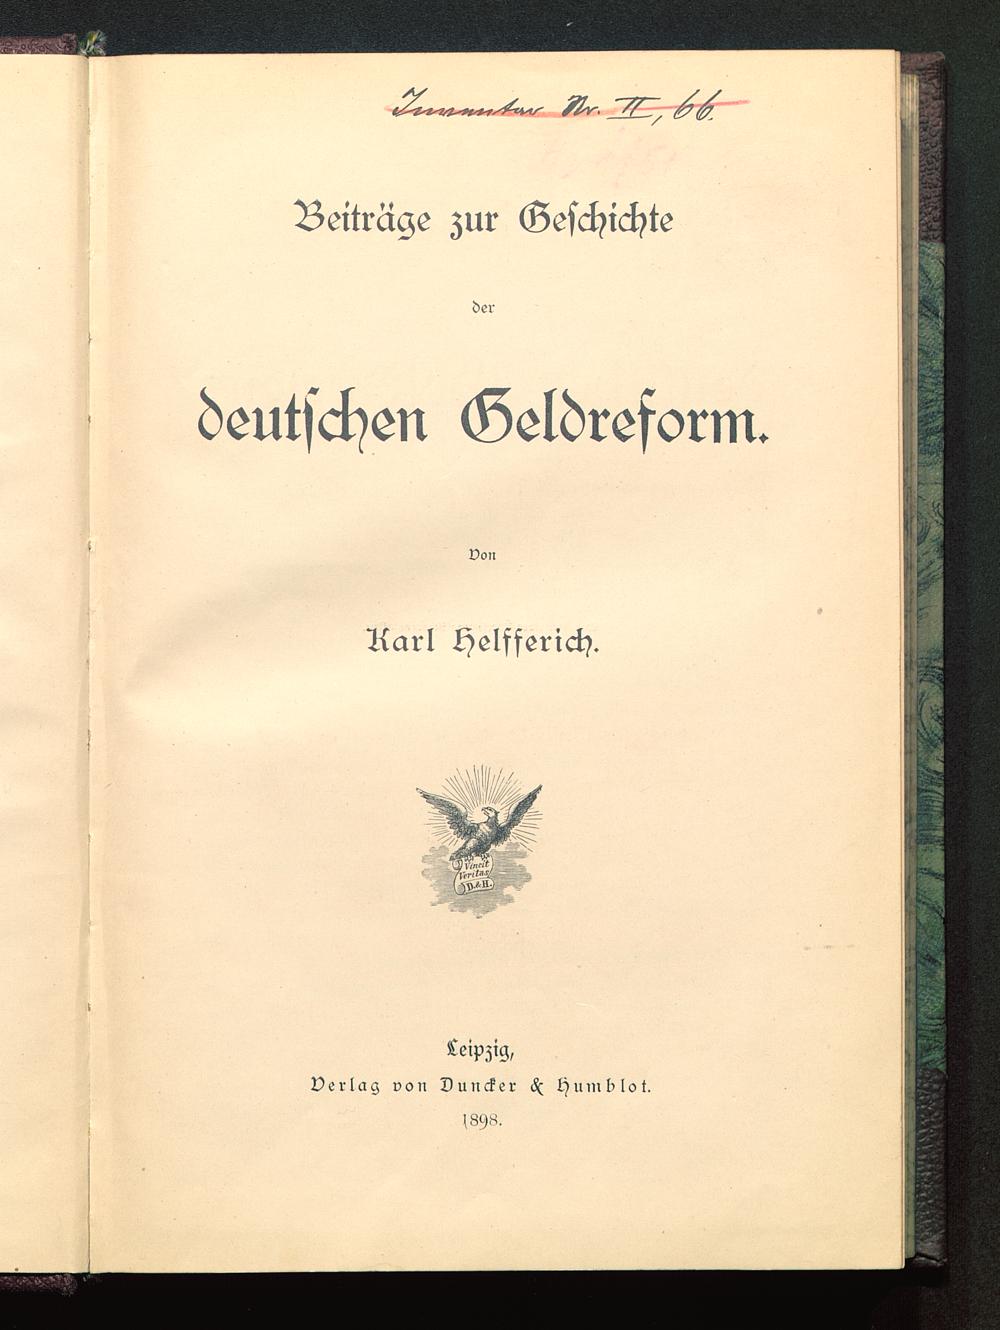 Inventar Nr. II, 66.
Beiträge zur Geſchichte
der
deutſchen Geldreform.
Von
Karl Helfferich.
Vincit
Veritas
D.&H.
Leipzig,
Verlag von Duncker & Humblot.
1898.